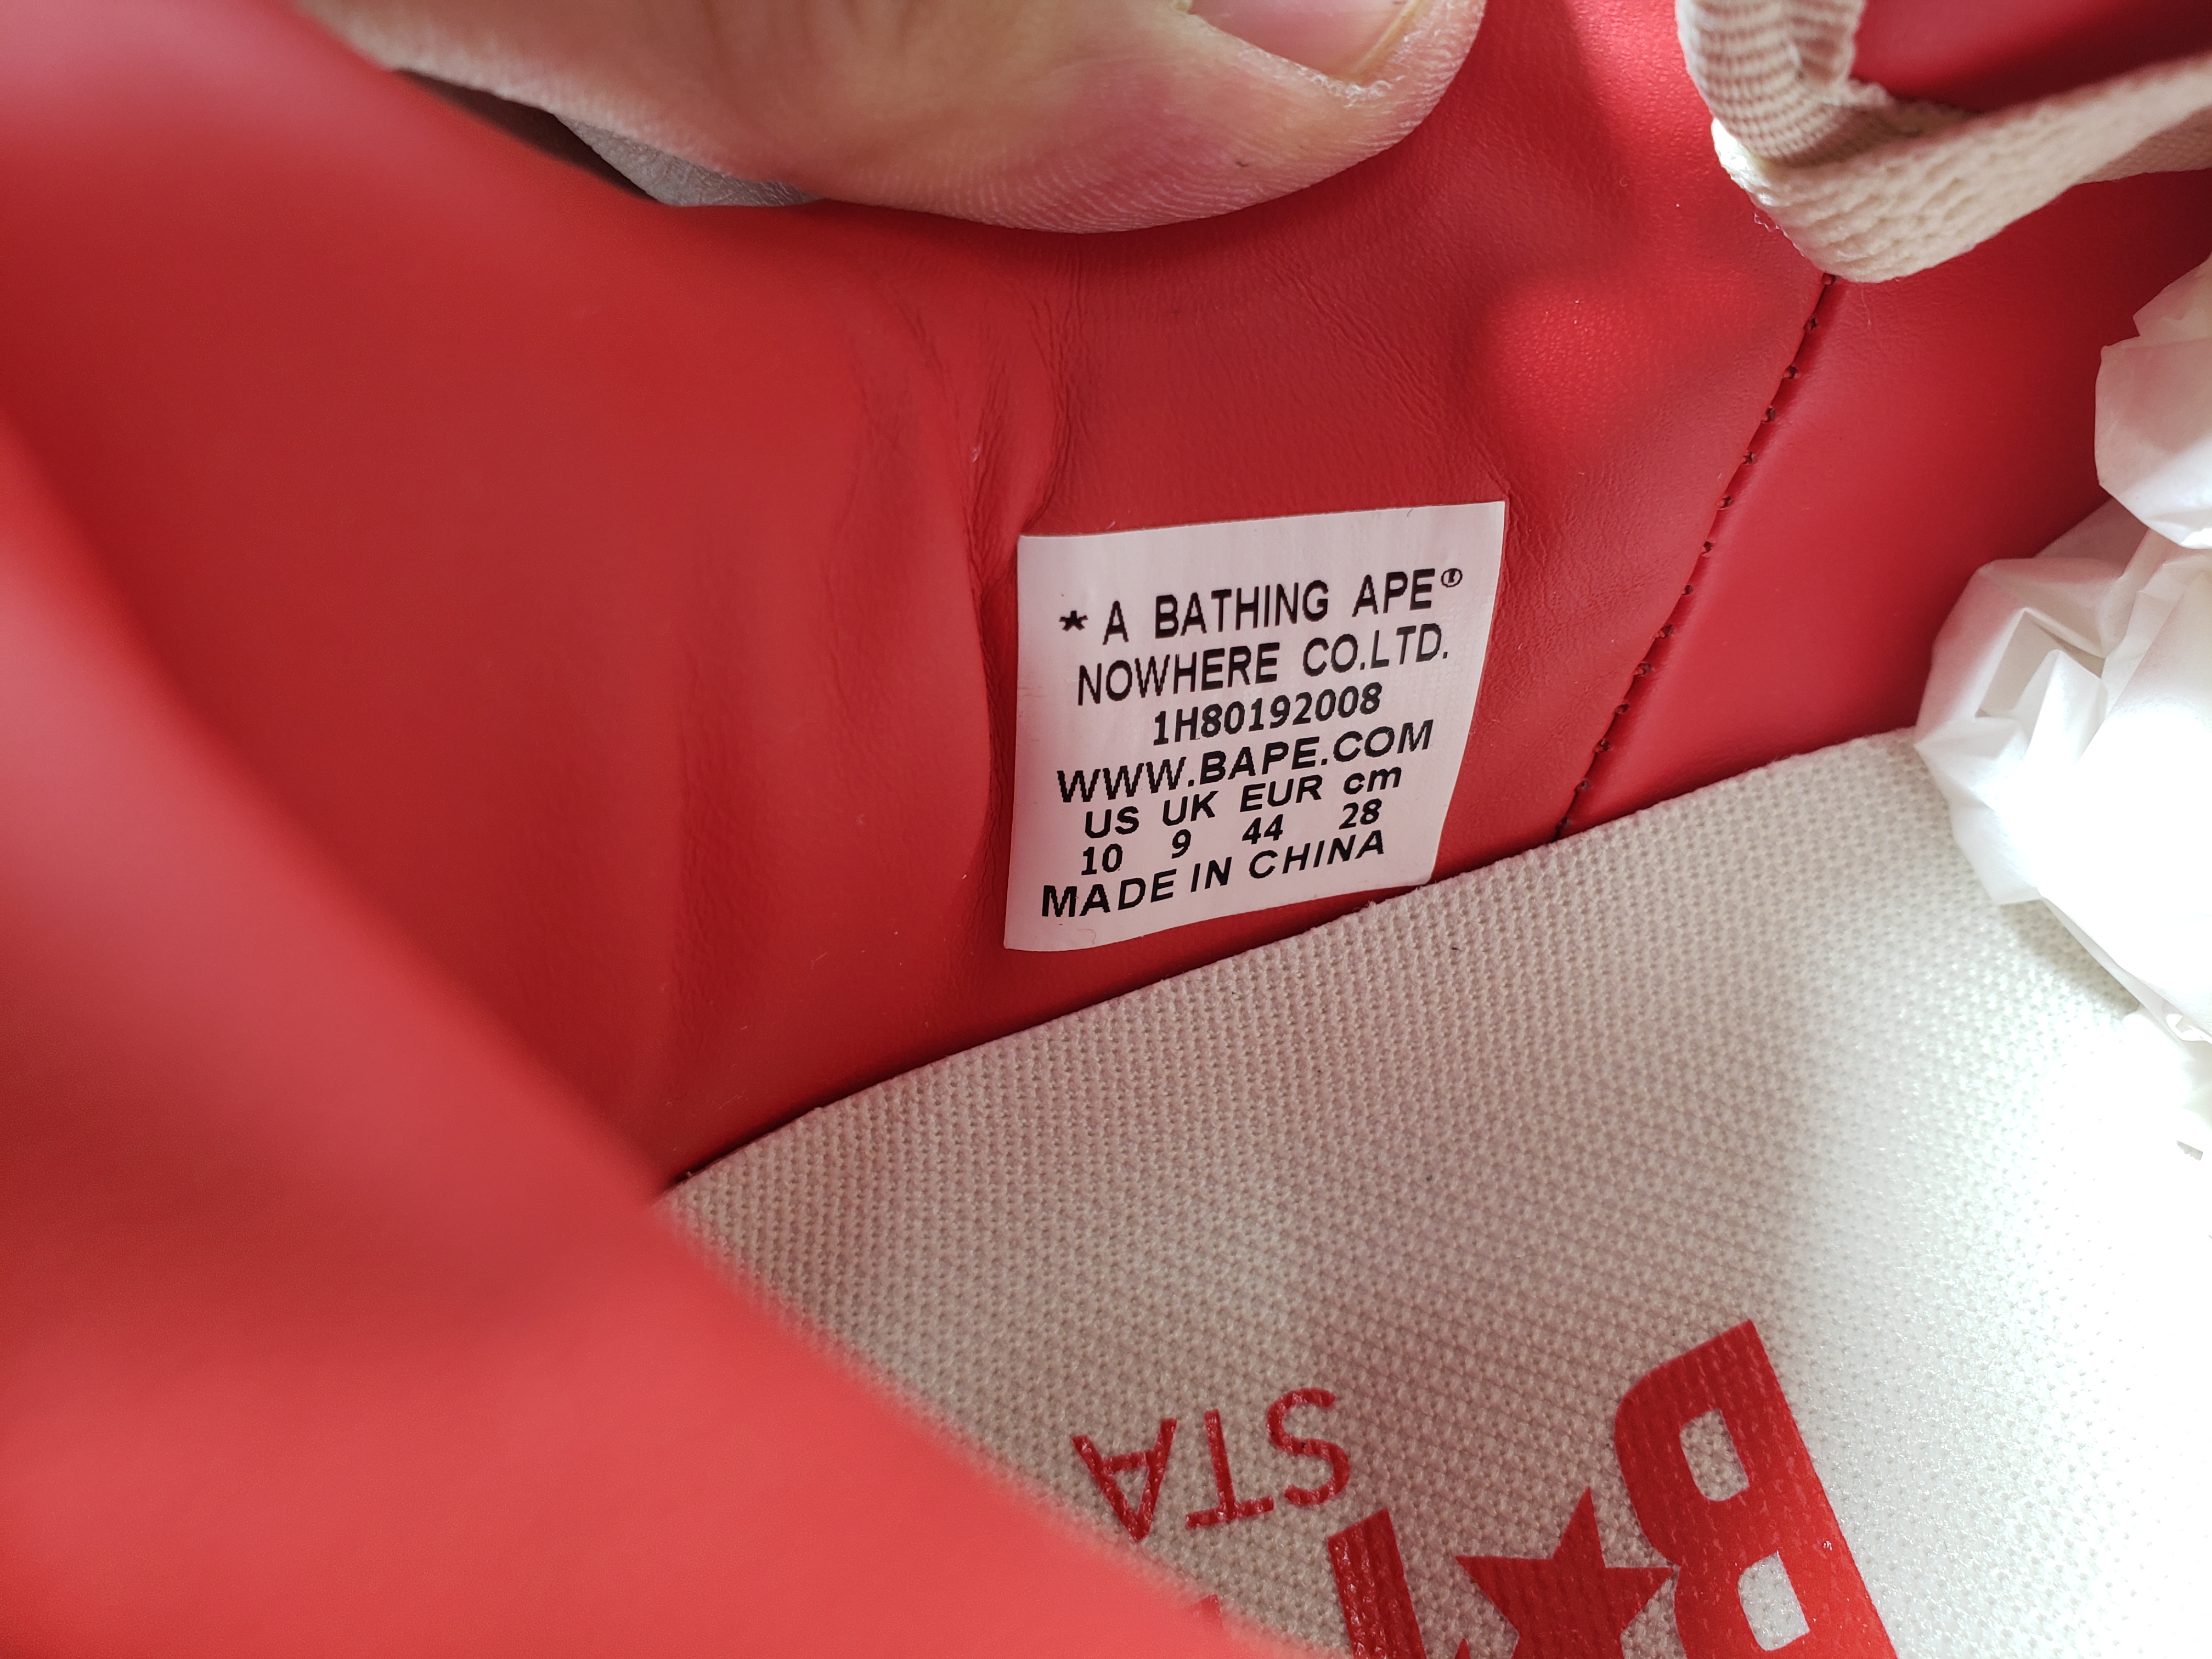 * A BATHING APE®
NOWHERE CO.LTD.
1H80192008
WWW.BAPE.COM
US UK EUR cm
10 9 44 28
MADE IN CHINA
STA